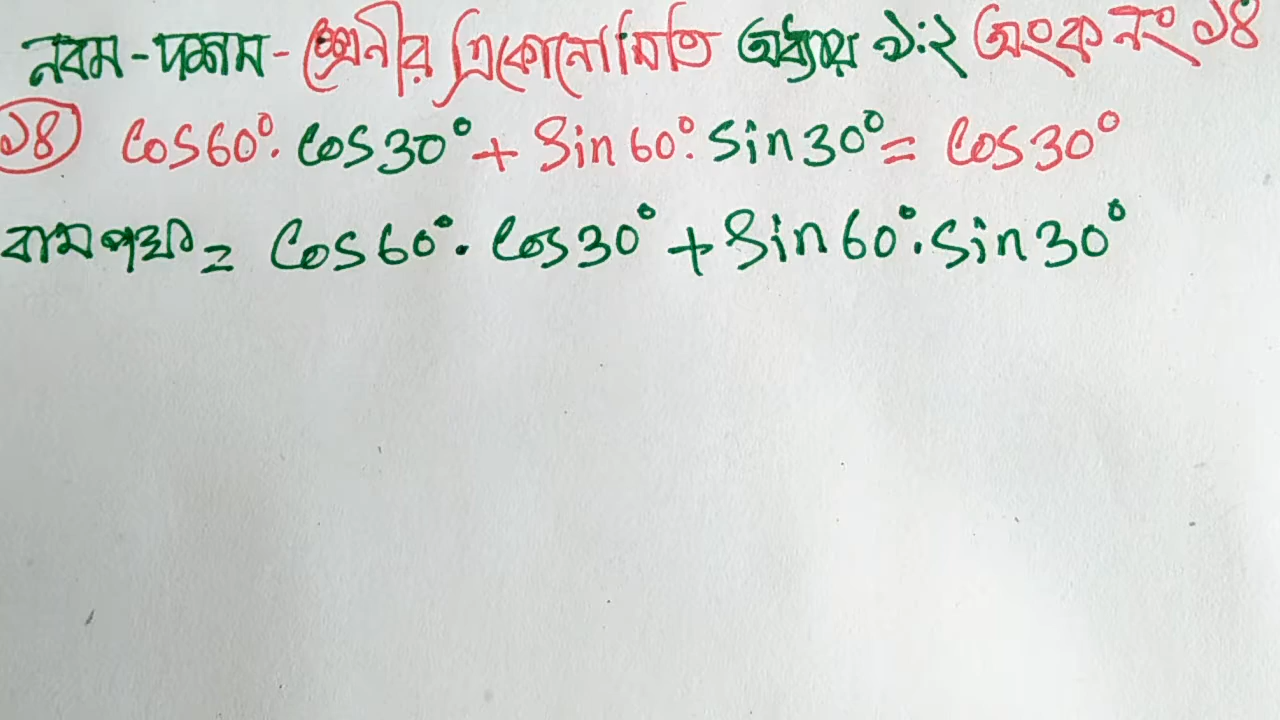 নবম-দশম-শ্রেনীর ত্রিকোনোমিতি অধ্যায় ৯:২ অংক নং ১৪
১৪ Cos60°. Cos30° + Sin60°. Sin30° = Cos30°
বামপক্ষ = Cos60°. Cos30° + Sin60°. Sin30°